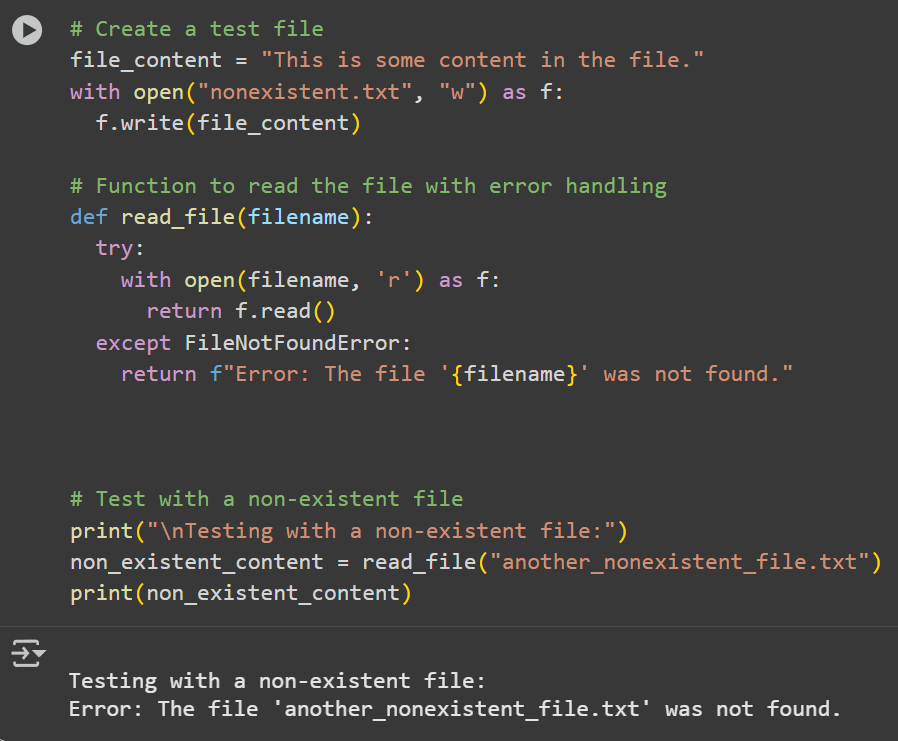 # Create a test file
file_content = "This is some content in the file."
with open("nonexistent.txt", "w") as f:
  f.write(file_content)

# Function to read the file with error handling
def read_file(filename):
  try:
    with open(filename, 'r') as f:
      return f.read()
  except FileNotFoundError:
    return f"Error: The file '{filename}' was not found."

# Test with a non-existent file
print("\nTesting with a non-existent file:")
non_existent_content = read_file("another_nonexistent_file.txt")
print(non_existent_content)

Testing with a non-existent file:
Error: The file 'another_nonexistent_file.txt' was not found.